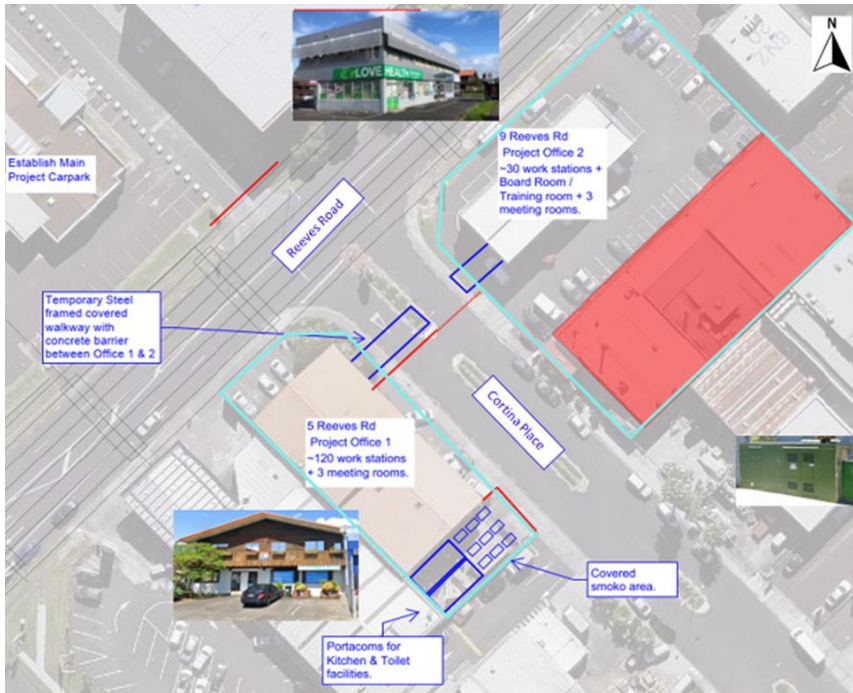 N
LOVE HEALTH
BNZ
Establish Main
Project Carpark
9 Reeves Rd
Project Office 2
~30 work stations +
Board Room /
Training room + 3
meeting rooms.
Reeves Road
Temporary Steel
framed covered
walkway with
concrete barrier
between Office 1 & 2
Cortina Place
5 Reeves Rd
Project Office 1
~120 work stations
+ 3 meeting rooms.
Covered
smoko area.
Portacoms for
Kitchen & Toilet
facilities.